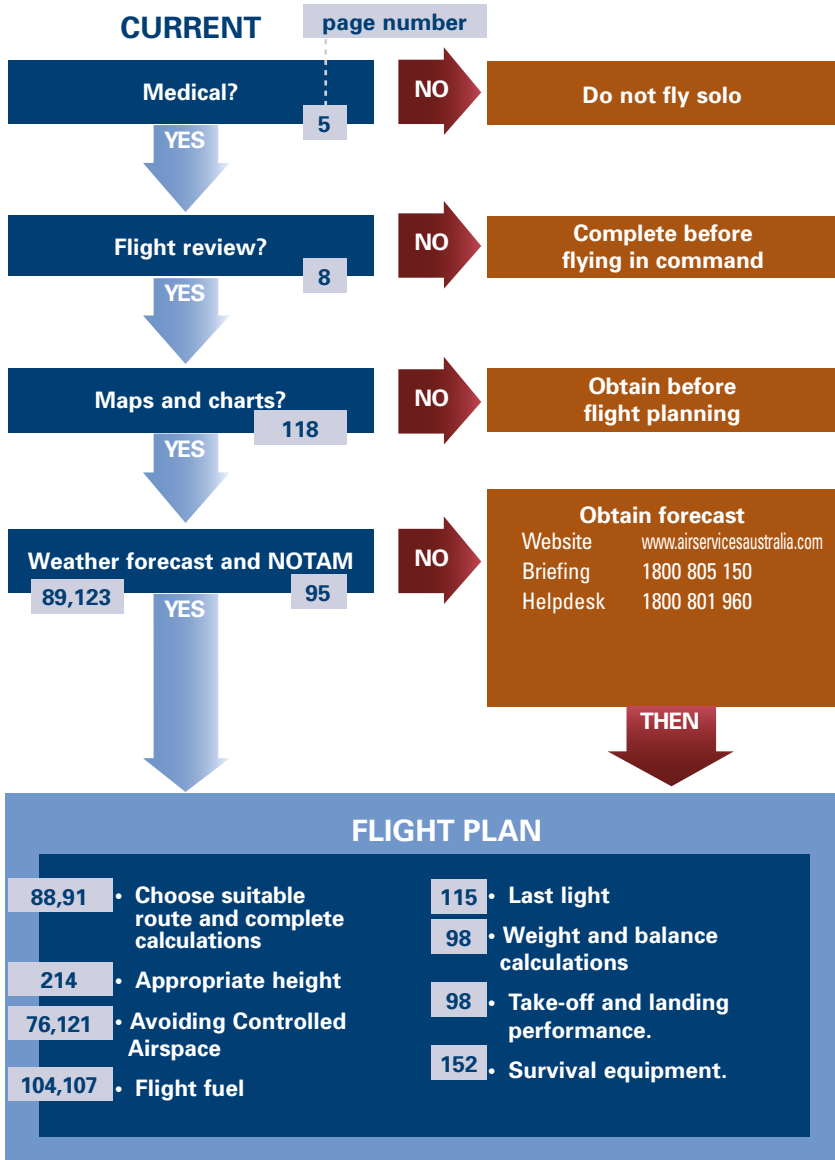 CURRENT
page number
Medical?
5
NO
Do not fly solo
YES
Flight review?
8
NO
Complete before
flying in command
YES
Maps and charts?
118
NO
Obtain before
flight planning
YES
Weather forecast and NOTAM
89,123
95
NO
Obtain forecast
Website www.airservicesaustralia.com
Briefing 1800 805 150
Helpdesk 1800 801 960
YES
THEN
FLIGHT PLAN
88,91 • Choose suitable
route and complete
calculations
214 • Appropriate height
76,121 • Avoiding Controlled
Airspace
104,107 • Flight fuel
115 • Last light
98 • Weight and balance
calculations
98 • Take-off and landing
performance.
152 • Survival equipment.